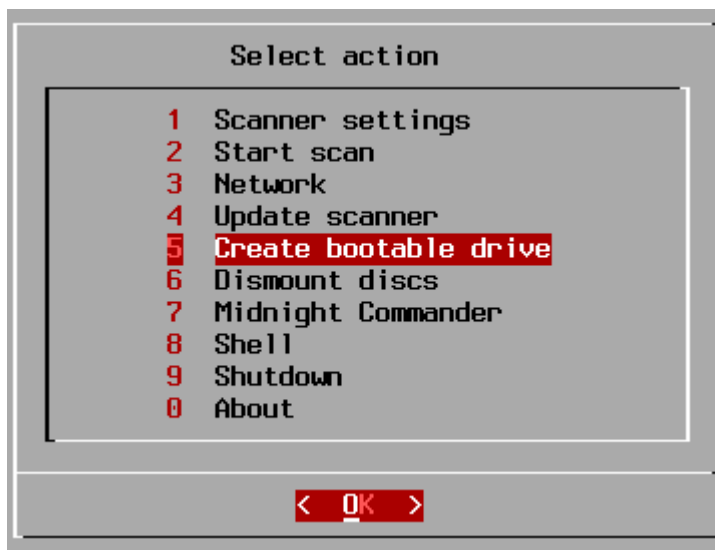 Select action
1 Scanner settings
2 Start scan
3 Network
4 Update scanner
5 Create bootable drive
6 Dismount discs
7 Midnight Commander
8 Shell
9 Shutdown
0 About
< OK >